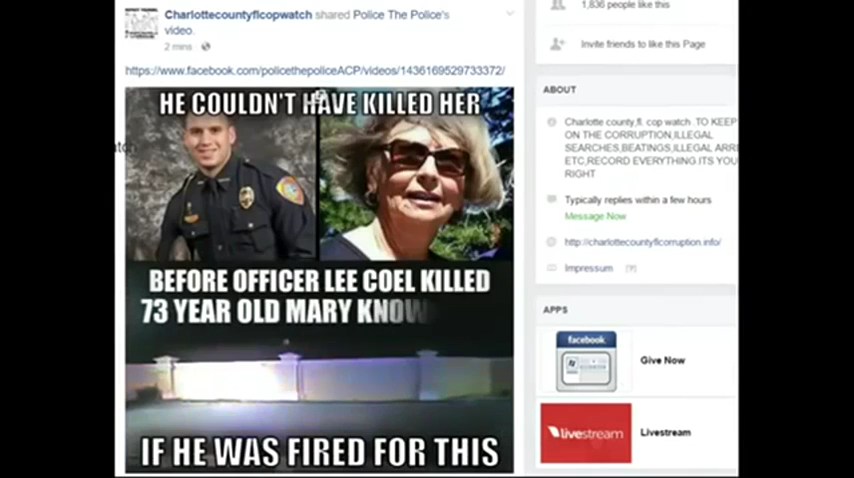 Charlottecountyflcopwatch shared Police The Police's
video.
2 mins
https://www.facebook.com/policethepoliceACP/videos/1436169529733372/
HE COULDN'T HAVE KILLED HER
BEFORE OFFICER LEE COEL KILLED
73 YEAR OLD MARY KNOW
IF HE WAS FIRED FOR THIS
1,836 people like this
Invite friends to like this Page
ABOUT
Charlotte county,fl. cop watch .TO KEEP
ON THE CORRUPTION,ILLEGAL
SEARCHES,BEATINGS,ILLEGAL ARRE
ETC,RECORD EVERYTHING.ITS YOU
RIGHT
Typically replies within a few hours
Message Now
http://charlottecountyflcorruption.info/
Impressum [?]
APPS
facebook
Give Now
livestream
Livestream